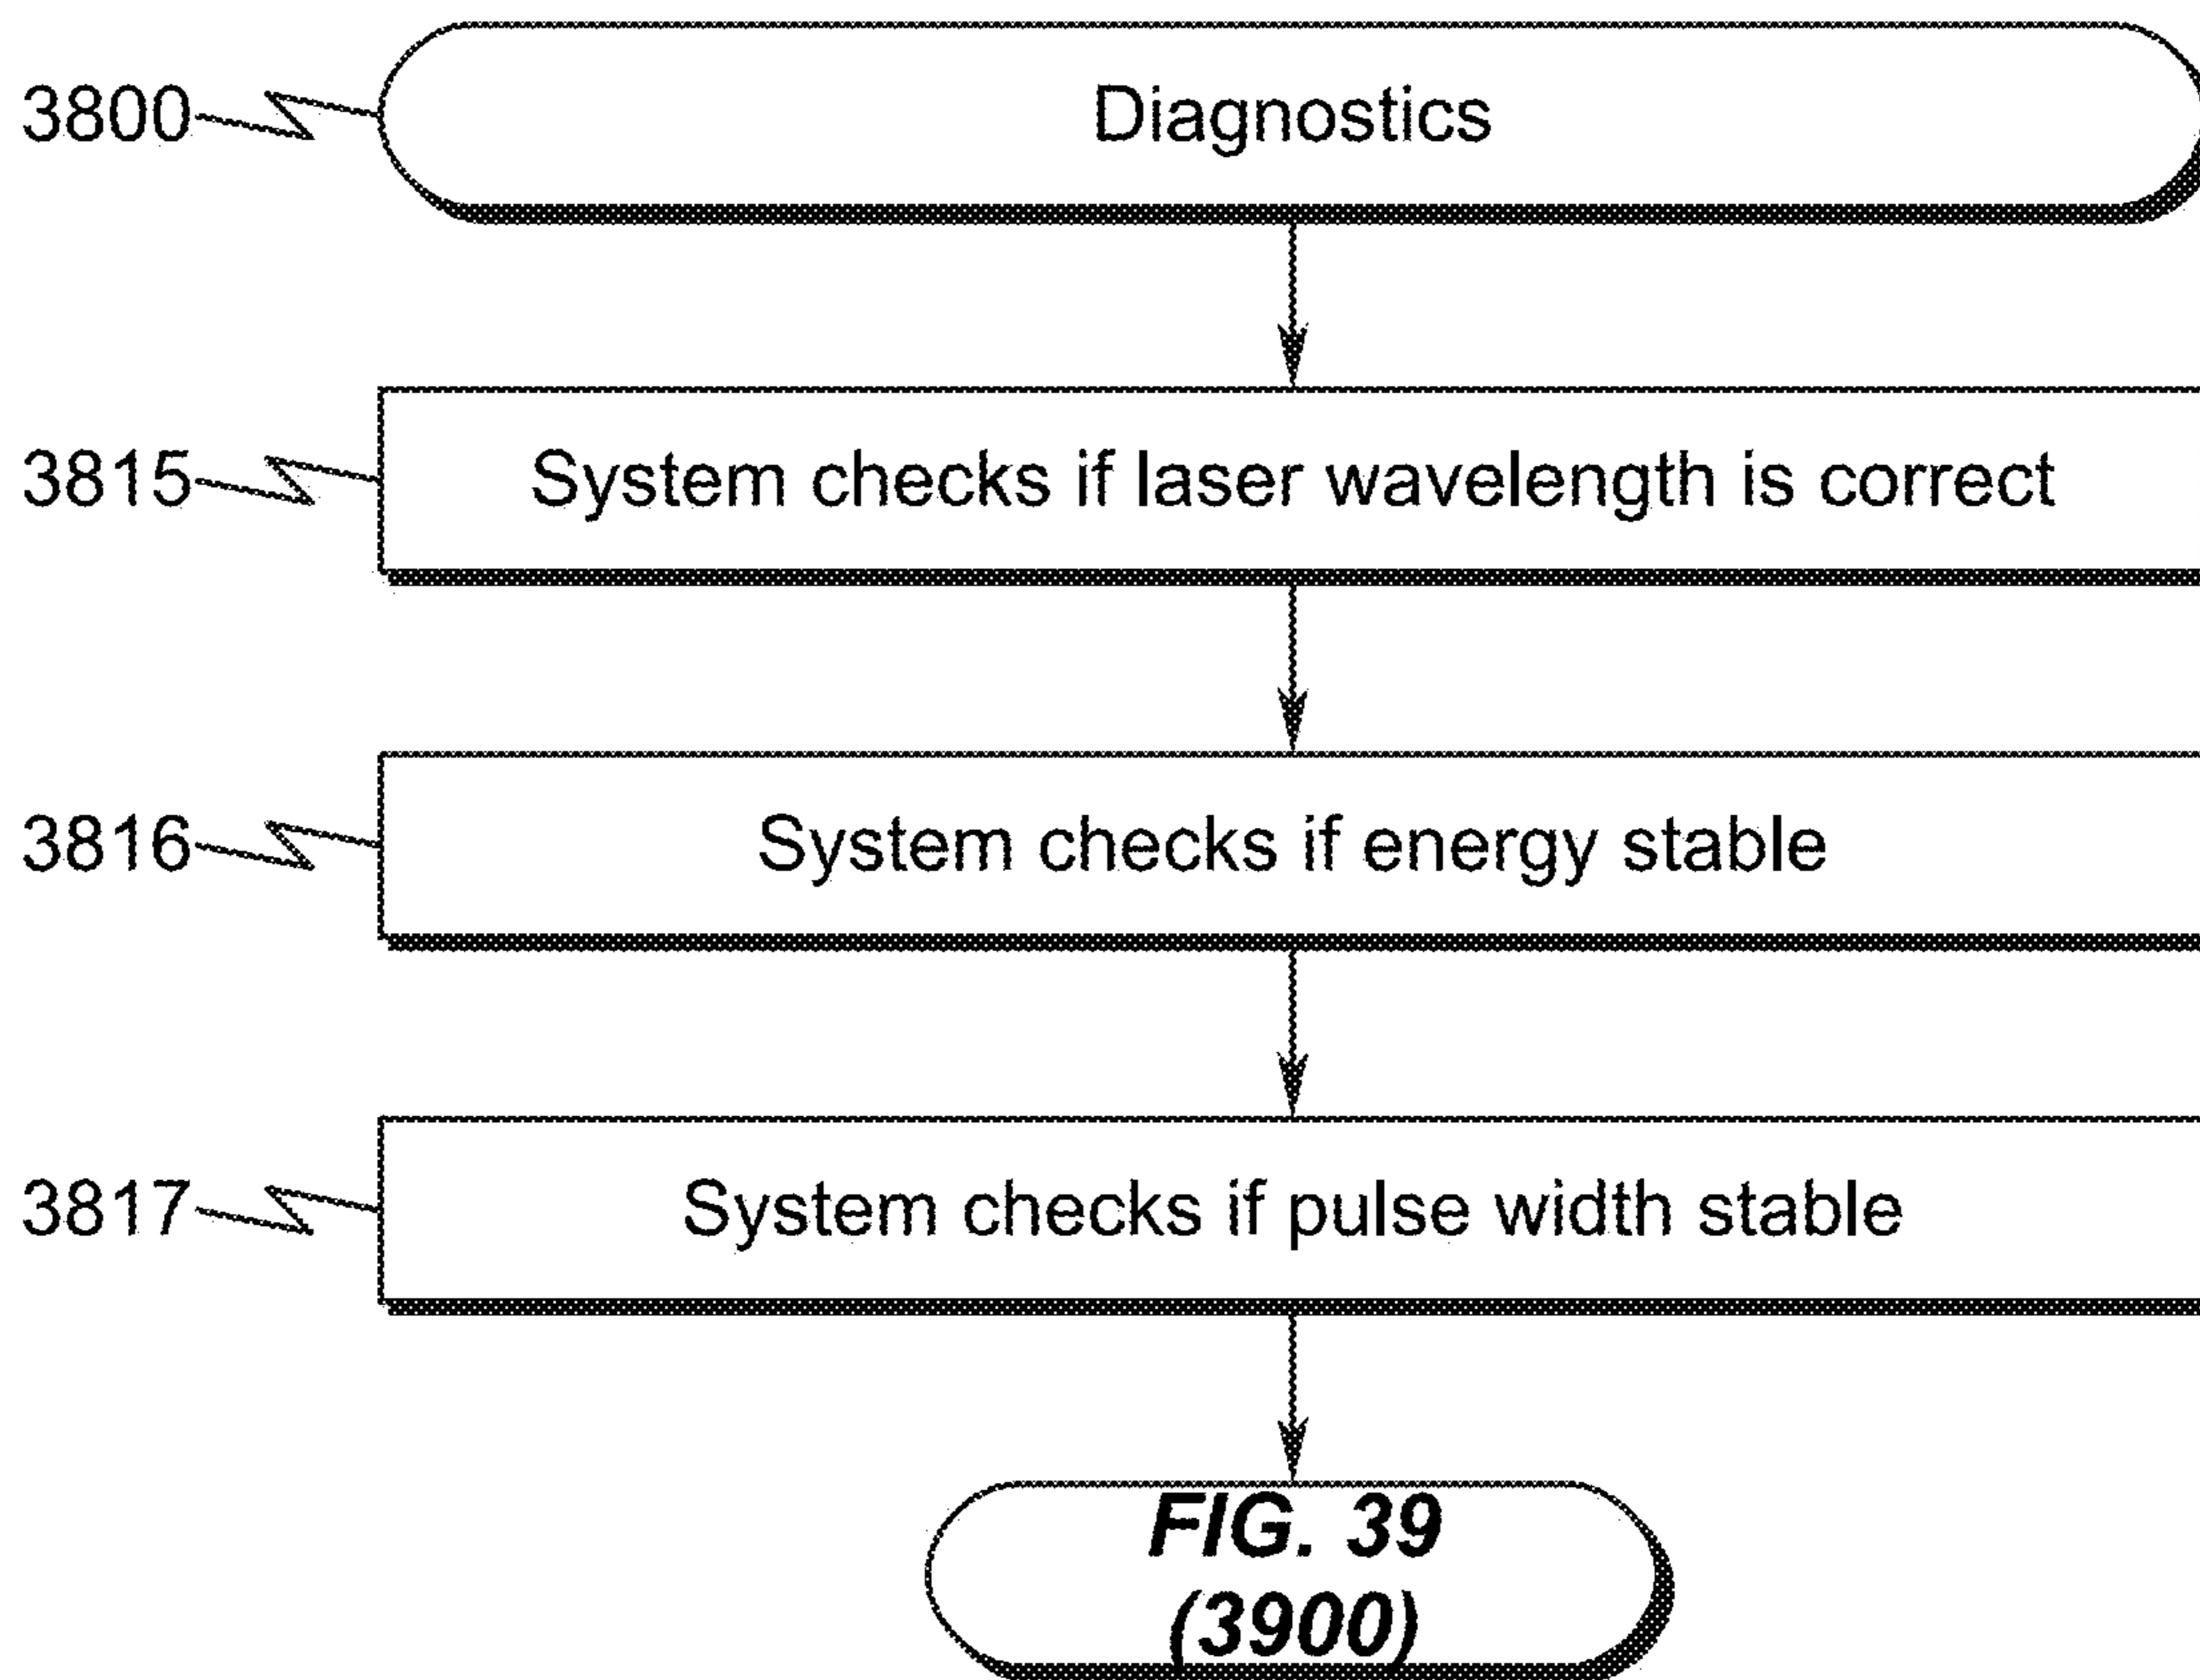 3800
Diagnostics
3815
System checks if laser wavelength is correct
3816
System checks if energy stable
3817
System checks if pulse width stable
FIG. 39
(3900)